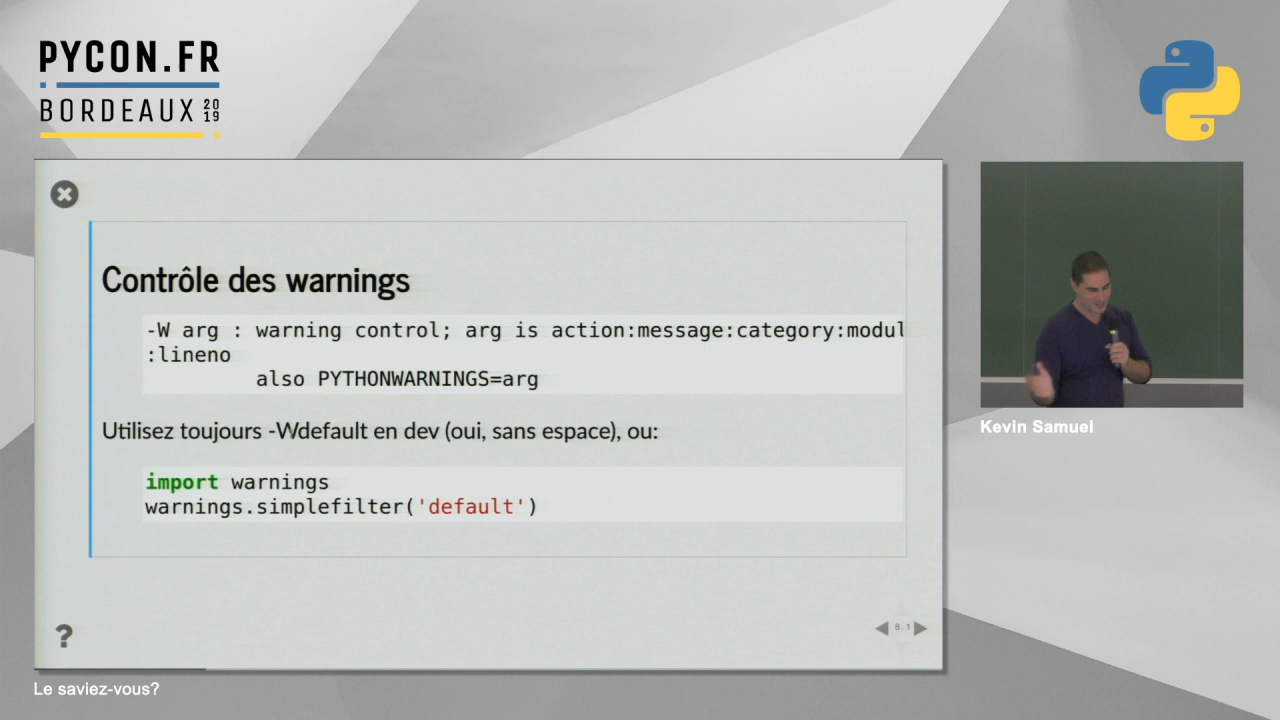 PYCON.FR
BORDEAUX 2019
Contrôle des warnings
-W arg : warning control; arg is action:message:category:modul
:lineno
also PYTHONWARNINGS=arg
Utilisez toujours -Wdefault en dev (oui, sans espace), ou:
import warnings
warnings.simplefilter('default')
?
8.1
Kevin Samuel
Le saviez-vous?